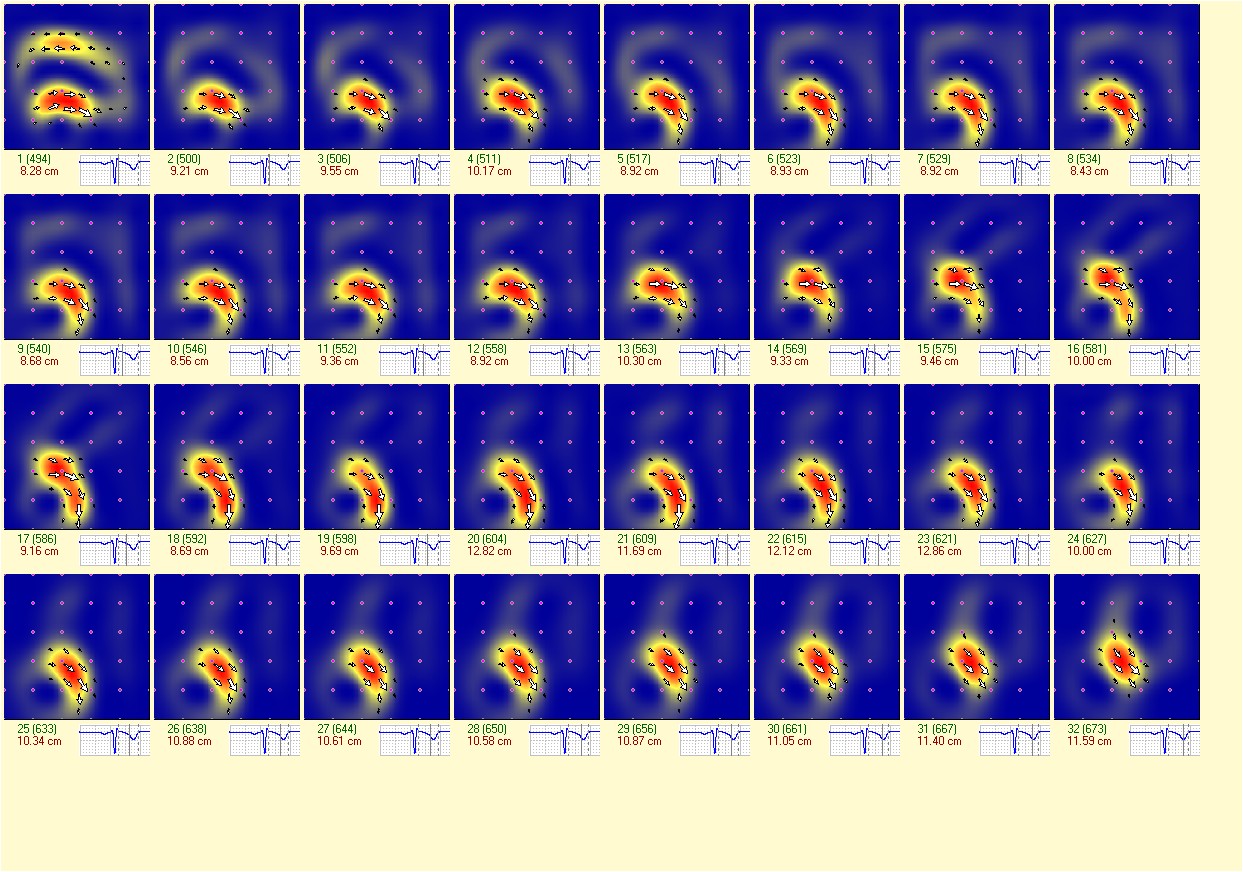 1 (494) 2 (500) 3 (506) 4 (511) 5 (517) 6 (523) 7 (529) 8 (534)
8.28 cm 9.21 cm 9.55 cm 10.17 cm 8.92 cm 8.93 cm 8.92 cm 8.43 cm
9 (540) 10 (546) 11 (552) 12 (558) 13 (563) 14 (569) 15 (575) 16 (581)
8.68 cm 8.56 cm 9.36 cm 8.92 cm 10.30 cm 9.33 cm 9.46 cm 10.00 cm
17 (586) 18 (592) 19 (598) 20 (604) 21 (609) 22 (615) 23 (621) 24 (627)
9.16 cm 8.69 cm 9.69 cm 12.82 cm 11.69 cm 12.12 cm 12.86 cm 10.00 cm
25 (633) 26 (638) 27 (644) 28 (650) 29 (656) 30 (661) 31 (667) 32 (673)
10.34 cm 10.88 cm 10.61 cm 10.58 cm 10.87 cm 11.05 cm 11.40 cm 11.59 cm